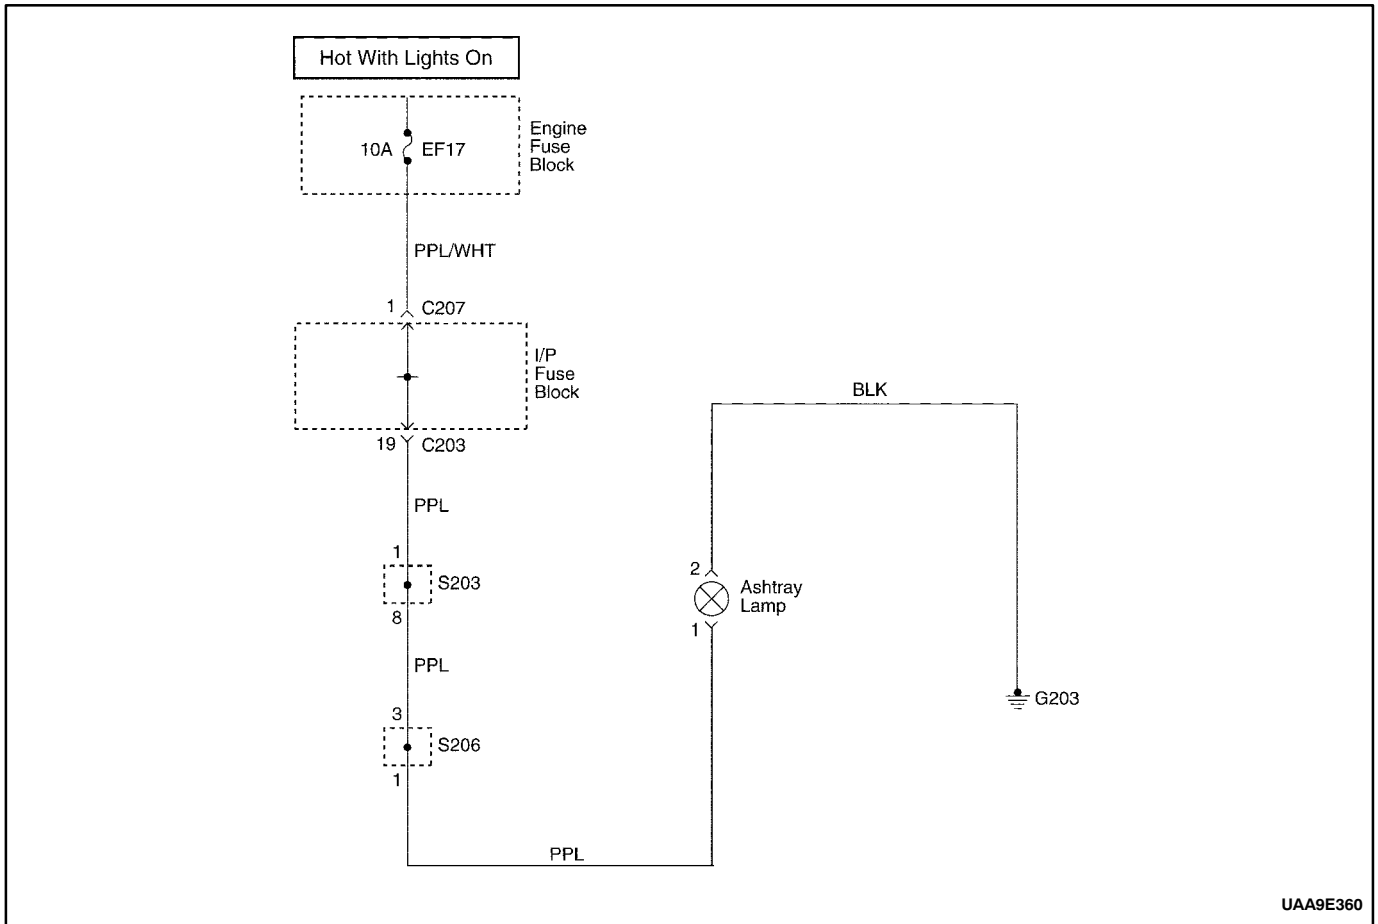 Hot With Lights On
10A
EF17
Engine
Fuse
Block
PPL/WHT
1
C207
I/P
Fuse
Block
19
C203
PPL
1
S203
8
PPL
3
S206
1
PPL
BLK
2
Ashtray
Lamp
1
G203
UAA9E360